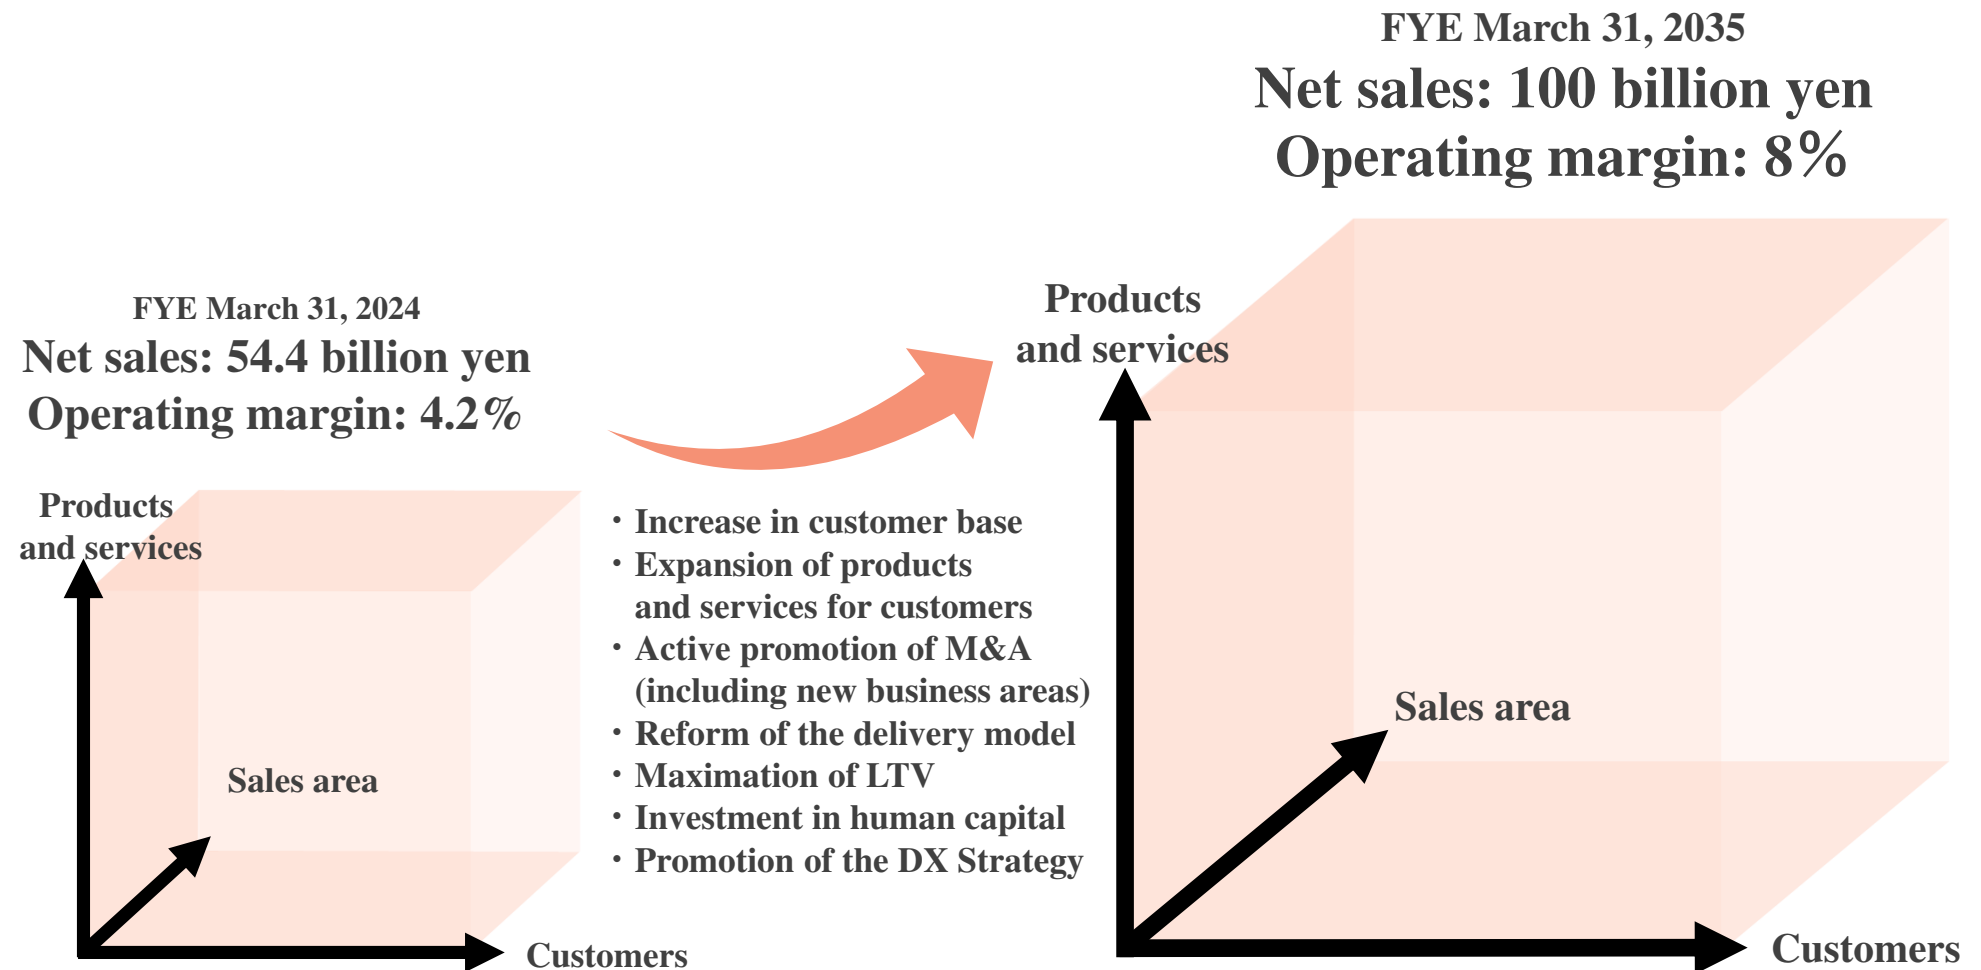 FYE March 31, 2024
Net sales: 54.4 billion yen
Operating margin: 4.2%
Products
and services
Sales area
Customers
・Increase in customer base
・Expansion of products
and services for customers
・Active promotion of M&A
(including new business areas)
・Reform of the delivery model
・Maximation of LTV
・Investment in human capital
・Promotion of the DX Strategy
FYE March 31, 2035
Net sales: 100 billion yen
Operating margin: 8%
Products
and services
Sales area
Customers